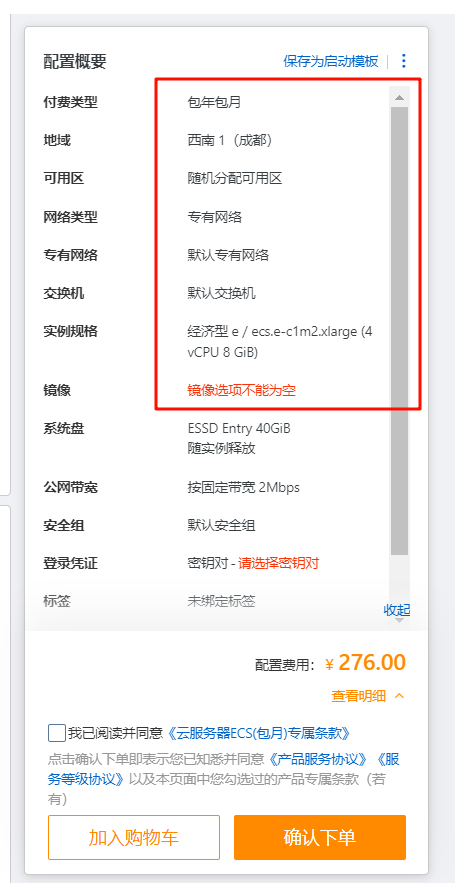 配置概要 保存为启动模板
付费类型 包年包月
地域 西南 1（成都）
可用区 随机分配可用区
网络类型 专有网络
专有网络 默认专有网络
交换机 默认交换机
实例规格 经济型 e / ecs.e-c1m2.xlarge (4
vCPU 8 GiB)
镜像 镜像选项不能为空
系统盘 ESSD Entry 40GiB
随实例释放
公网带宽 按固定带宽 2Mbps
安全组 默认安全组
登录凭证 密钥对 - 请选择密钥对
标签 未绑定标签
收起
配置费用： ¥ 276.00
查看明细
我已阅读并同意《云服务器ECS(包月)专属条款》
点击确认下单即表示您已知悉并同意《产品服务协议》《服
务等级协议》以及本页面中您勾选过的产品专属条款（若
有）
加入购物车 确认下单